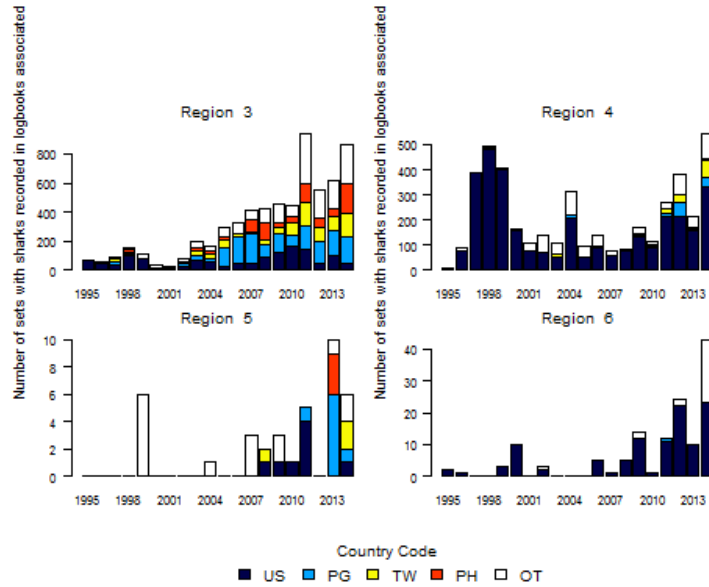 Number of sets with sharks recorded in logbooks associated
Region 3
800
600
400
200
0
1995 1998 2001 2004 2007 2010 2013
Number of sets with sharks recorded in logbooks associated
Region 4
500
400
300
200
100
0
1995 1998 2001 2004 2007 2010 2013
Region 5
10
8
6
4
2
0
1995 1998 2001 2004 2007 2010 2013
Region 6
40
30
20
10
0
1995 1998 2001 2004 2007 2010 2013
Country Code
US PG TW PH OT